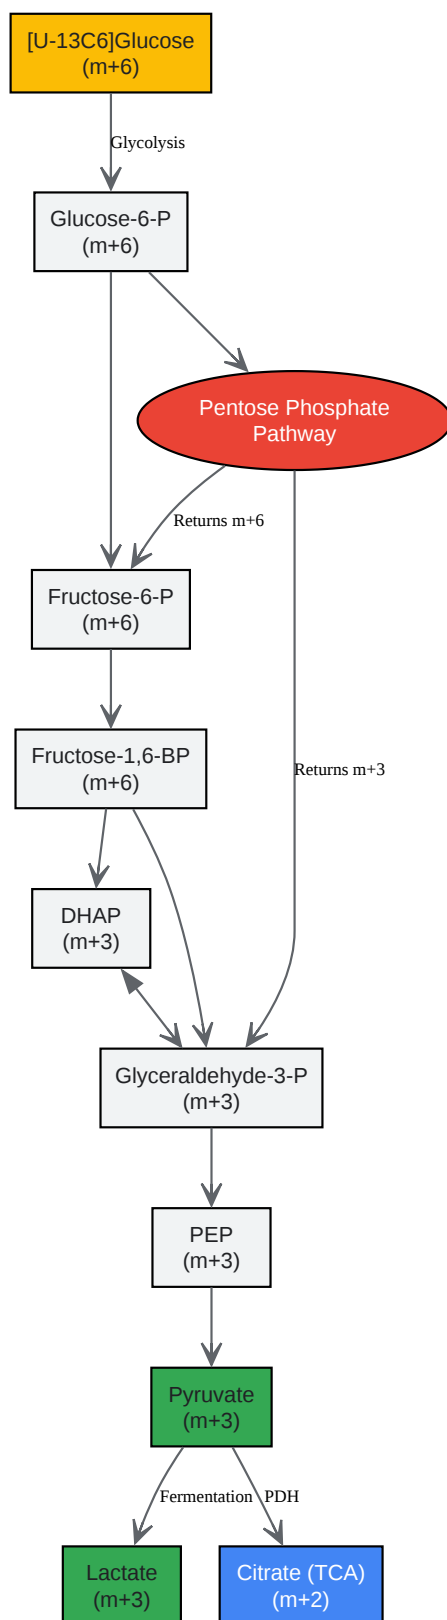 [U-13C6]Glucose
(m+6)
Glycolysis
Glucose-6-P
(m+6)
Pentose Phosphate
Pathway
Returns m+6
Fructose-6-P
(m+6)
Fructose-1,6-BP
(m+6)
Returns m+3
DHAP
(m+3)
Glyceraldehyde-3-P
(m+3)
PEP
(m+3)
Pyruvate
(m+3)
Fermentation
PDH
Lactate
(m+3)
Citrate (TCA)
(m+2)